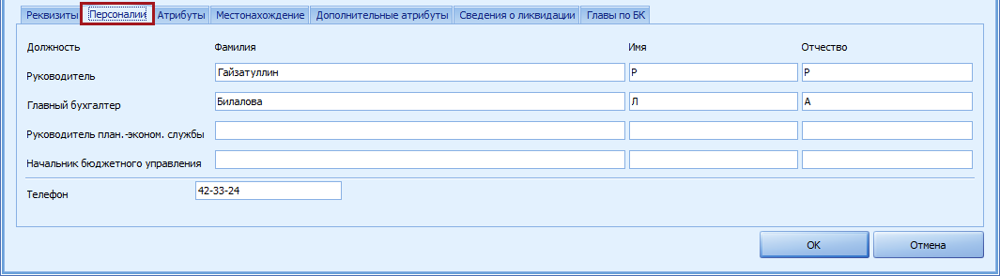 Реквизиты Персоналии Атрибуты Местонахождение Дополнительные атрибуты Сведения о ликвидации Главы по БК
Должность Фамилия Имя Отчество
Руководитель Гайзатуллин Р Р
Главный бухгалтер Билалова Л А
Руководитель план.-эконом. службы
Начальник бюджетного управления
Телефон 42-33-24
ОК Отмена